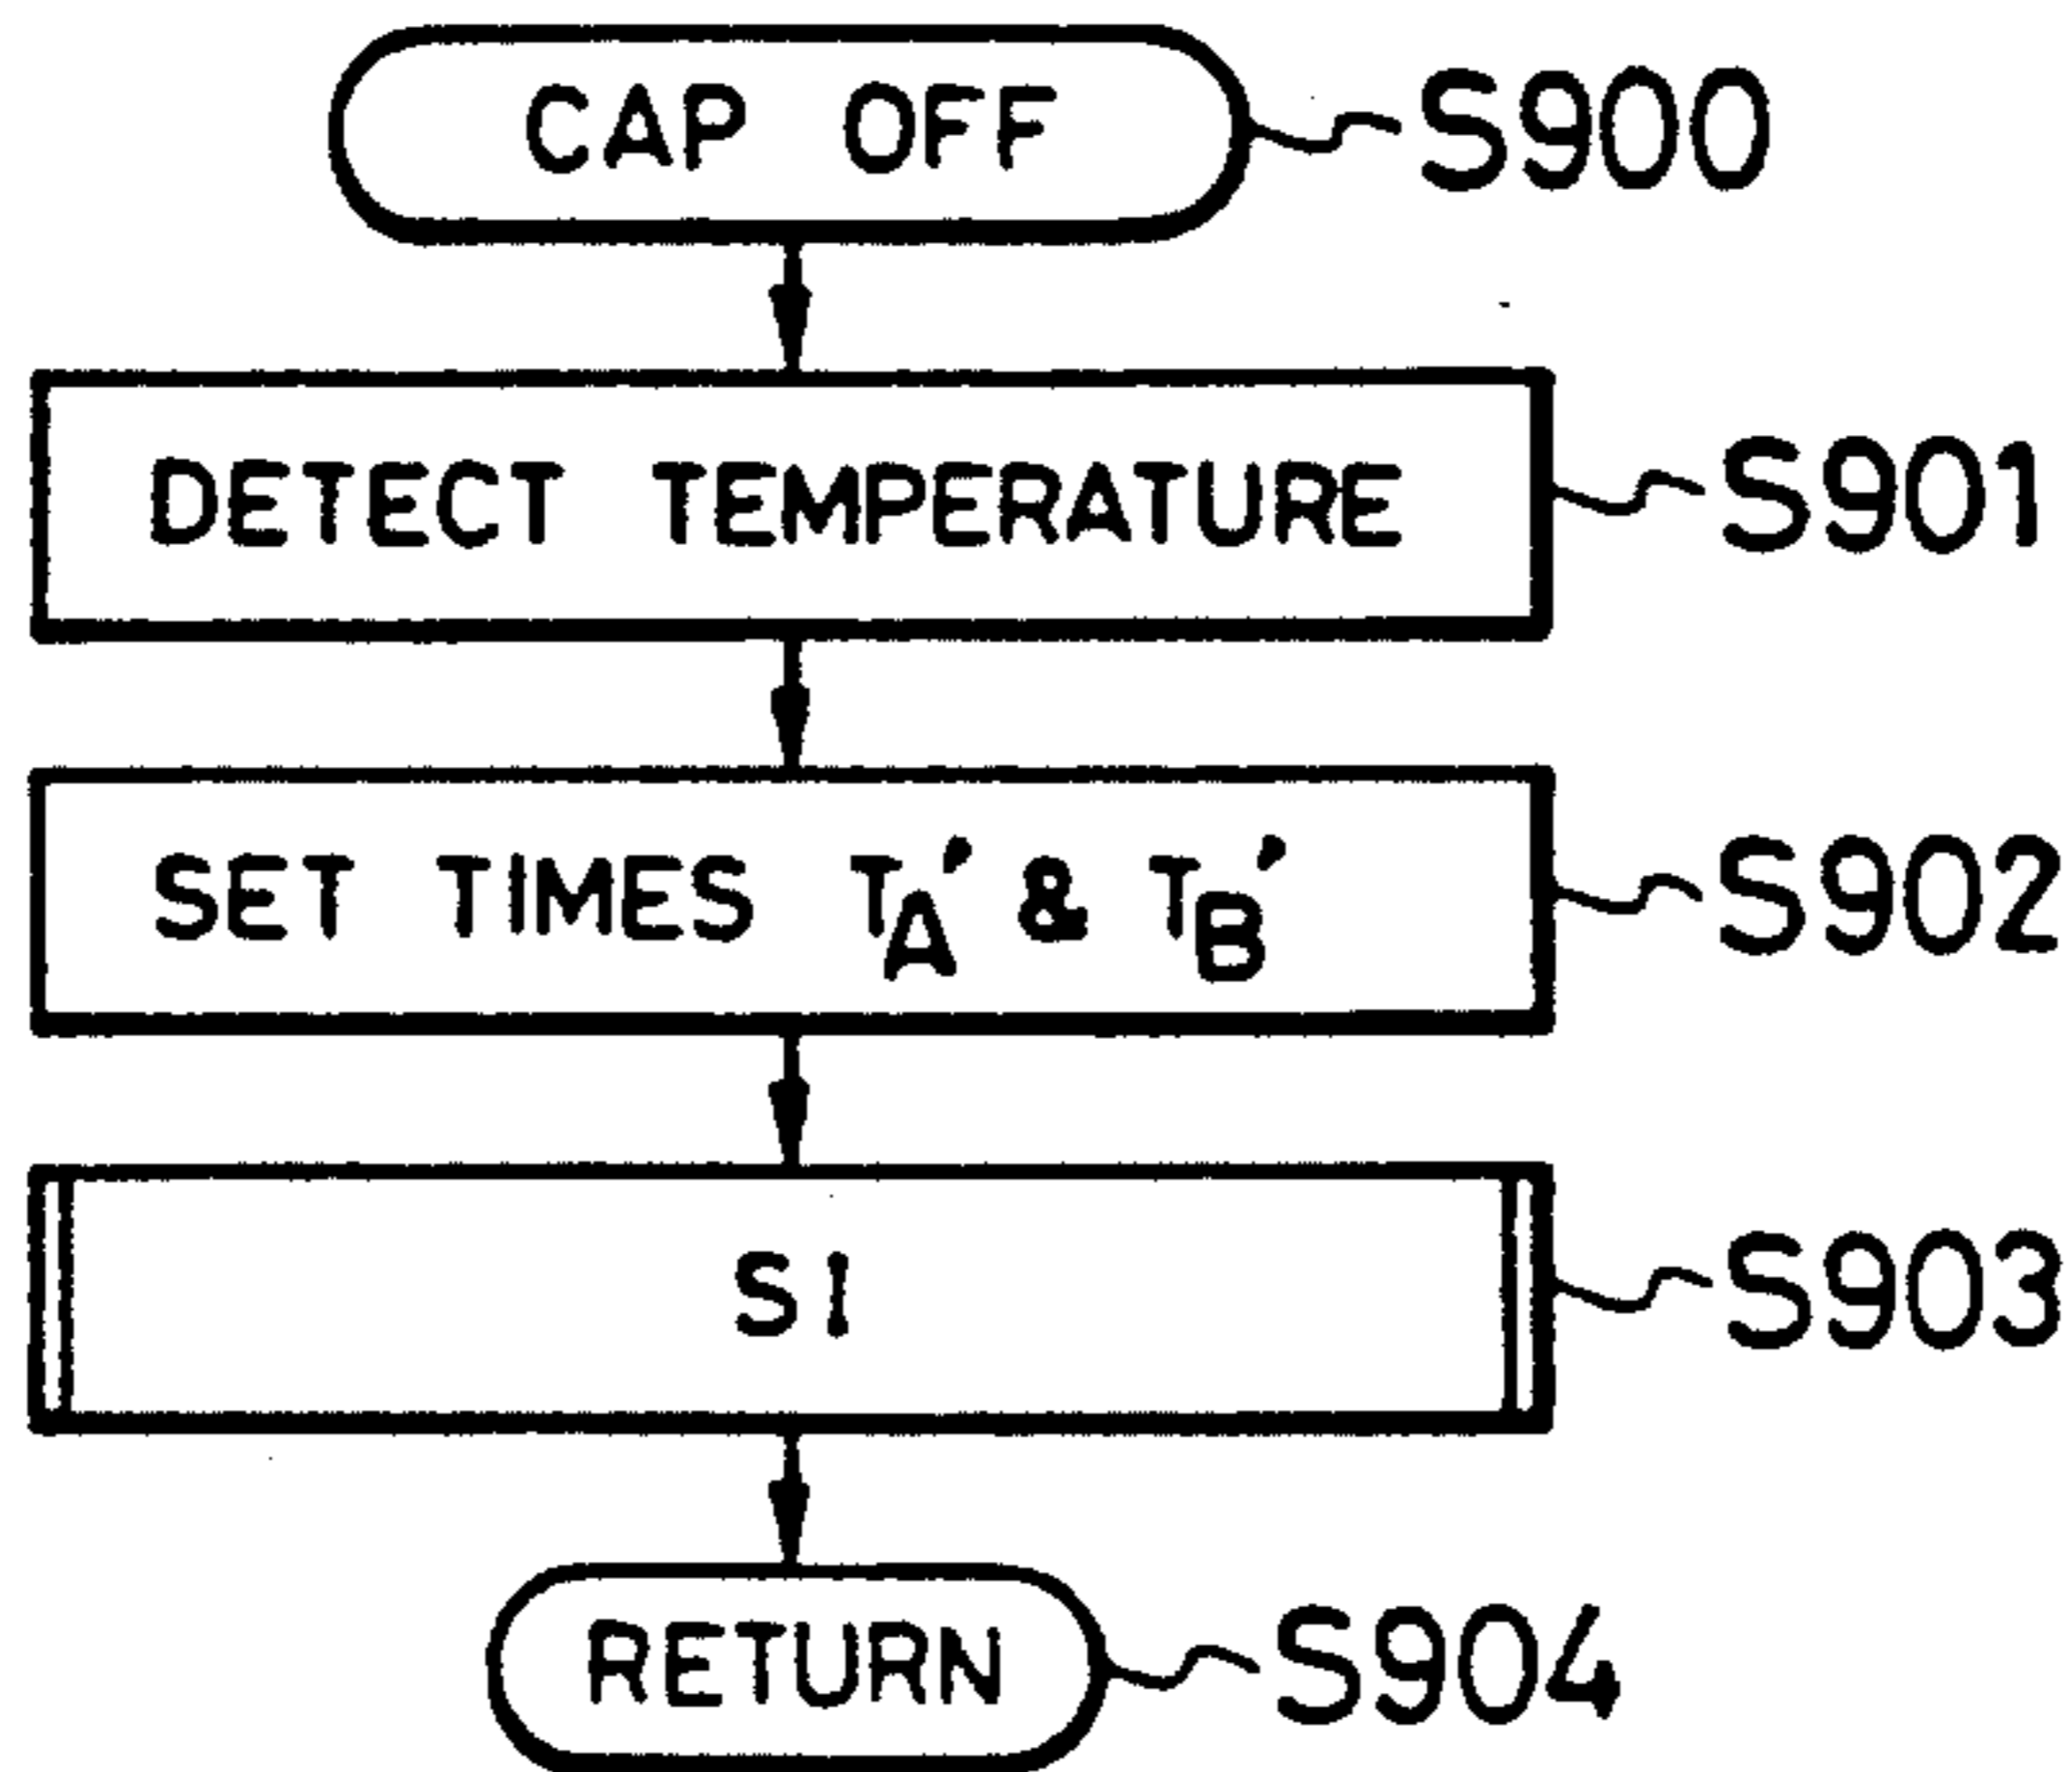 CAP OFF S900
DETECT TEMPERATURE S901
SET TIMES TA' & TB' S902
S1 S903
RETURN S904